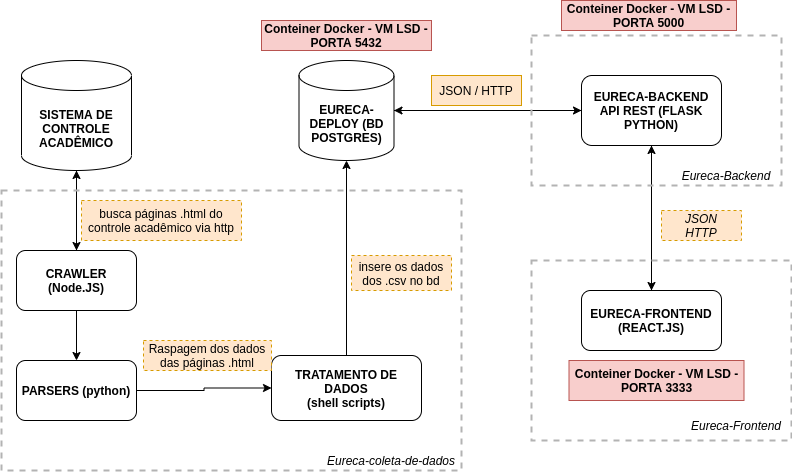 Conteiner Docker - VM LSD -
PORTA 5000
Conteiner Docker - VM LSD -
PORTA 5432
SISTEMA DE
CONTROLE
ACADÊMICO
EURECA-
DEPLOY (BD
POSTGRES)
JSON / HTTP
EURECA-BACKEND
API REST (FLASK
PYTHON)
Eureca-Backend
busca páginas .html do
controle acadêmico via http
JSON
HTTP
CRAWLER
(Node.JS)
insere os dados
dos .csv no bd
EURECA-FRONTEND
(REACT.JS)
Raspagem dos dados
das páginas .html
PARSERS (python)
TRATAMENTO DE
DADOS
(shell scripts)
Conteiner Docker - VM LSD -
PORTA 3333
Eureca-Frontend
Eureca-coleta-de-dados